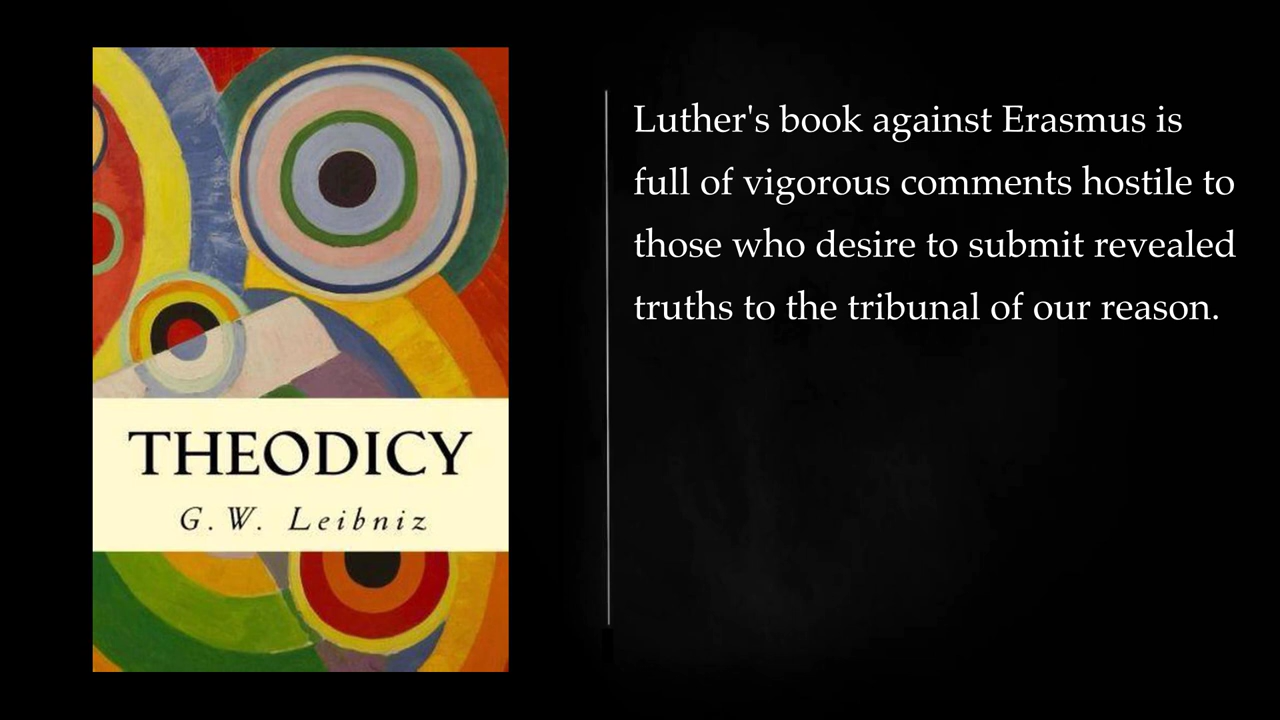 THEODICY
G. W. Leibniz
Luther's book against Erasmus is
full of vigorous comments hostile to
those who desire to submit revealed
truths to the tribunal of our reason.